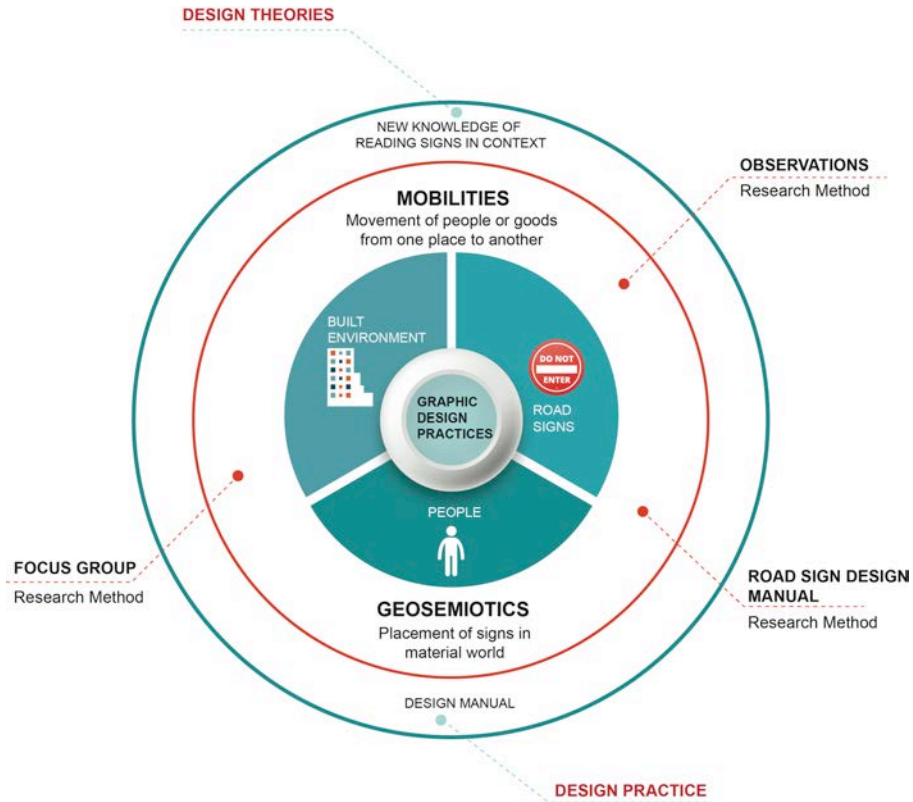 DESIGN THEORIES
NEW KNOWLEDGE OF
READING SIGNS IN CONTEXT
OBSERVATIONS
Research Method
MOBILITIES
Movement of people or goods
from one place to another
BUILT
ENVIRONMENT
DO NOT
ENTER
ROAD
SIGNS
GRAPHIC
DESIGN
PRACTICES
PEOPLE
FOCUS GROUP
Research Method
ROAD SIGN DESIGN
MANUAL
Research Method
GEOSEMIOTICS
Placement of signs in
material world
DESIGN MANUAL
DESIGN PRACTICE